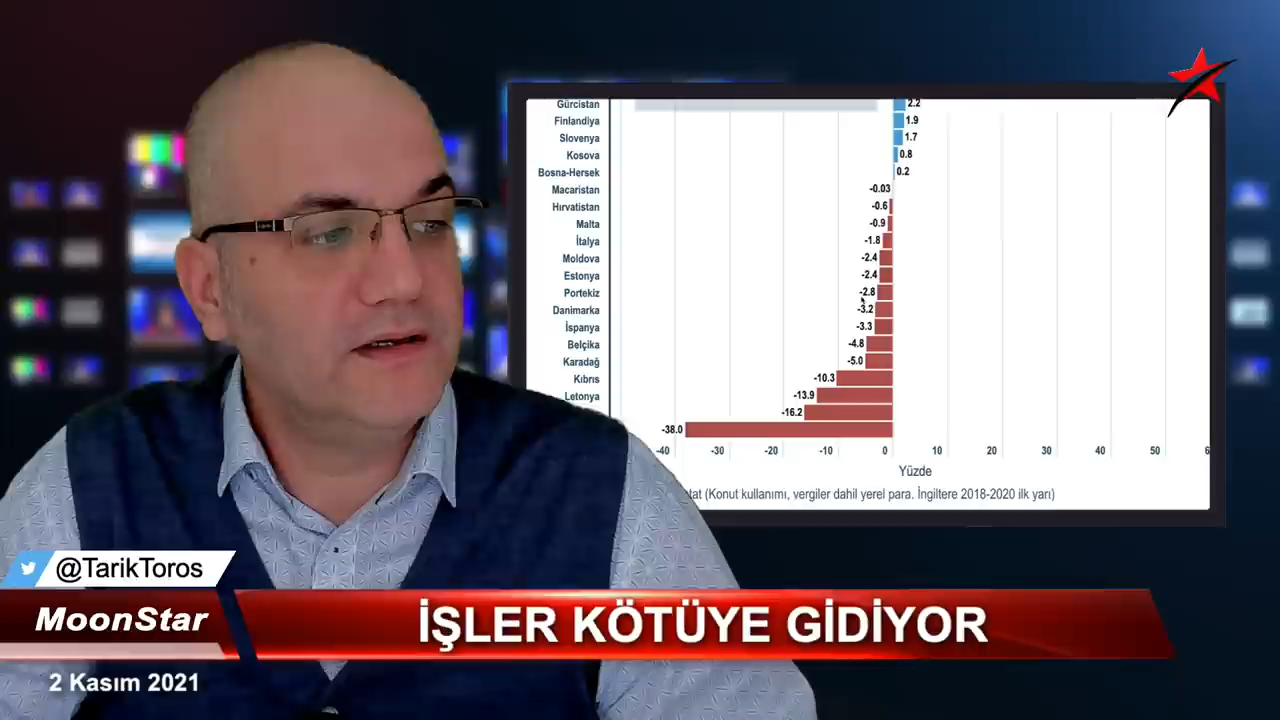 Gürcistan 2.2
Finlandiya 1.9
Slovenya 1.7
Kosova 0.8
Bosna-Hersek 0.2
Macaristan -0.03
Hırvatistan -0.6
Malta -0.9
İtalya -1.8
Moldova -2.4
Estonya -2.4
Portekiz -2.8
Danimarka -3.2
İspanya -3.3
Belçika -4.8
Karadağ -5.0
Kıbrıs -10.3
Letonya -13.9
-16.2
-38.0
-40 -30 -20 -10 0 10 20 30 40 50
Yüzde
(Konut kullanımı, vergiler dahil yerel para. İngiltere 2018-2020 ilk yarı)
@TarikToros
MoonStar
İŞLER KÖTÜYE GİDİYOR
2 Kasım 2021